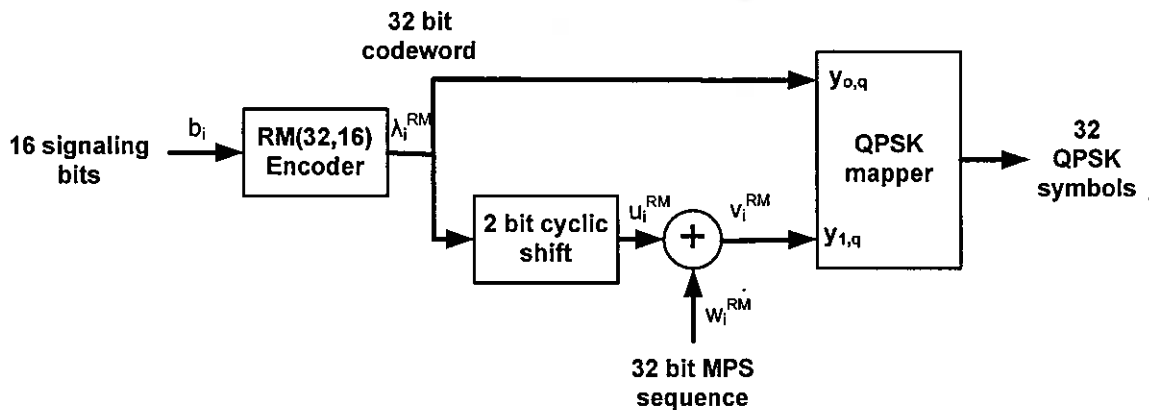 32 bit
codeword
16 signaling
bits
b_i
RM(32,16)
Encoder
λ_i^RM
y_o,q
QPSK
mapper
32
QPSK
symbols
2 bit cyclic
shift
u_i^RM
+
v_i^RM
y_1,q
w_i^RM
32 bit MPS
sequence